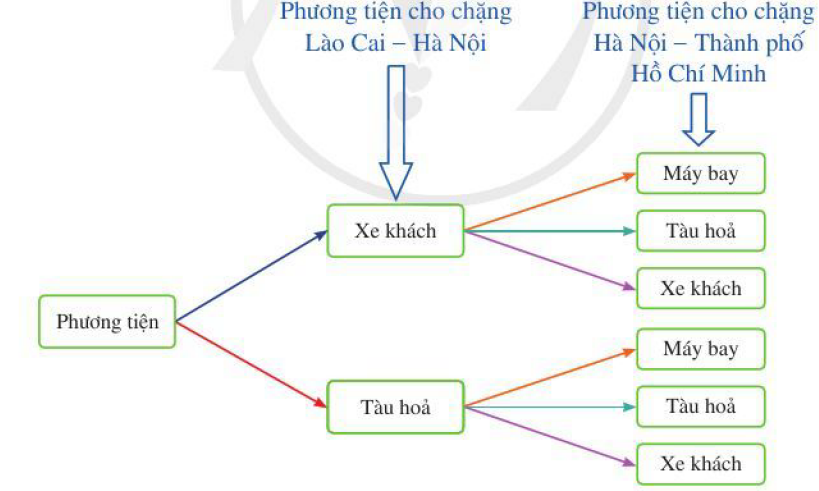 Phương tiện cho chặng
Lào Cai – Hà Nội
Phương tiện cho chặng
Hà Nội – Thành phố
Hồ Chí Minh
Phương tiện
Xe khách
Máy bay
Tàu hoả
Xe khách
Tàu hoả
Máy bay
Tàu hoả
Xe khách